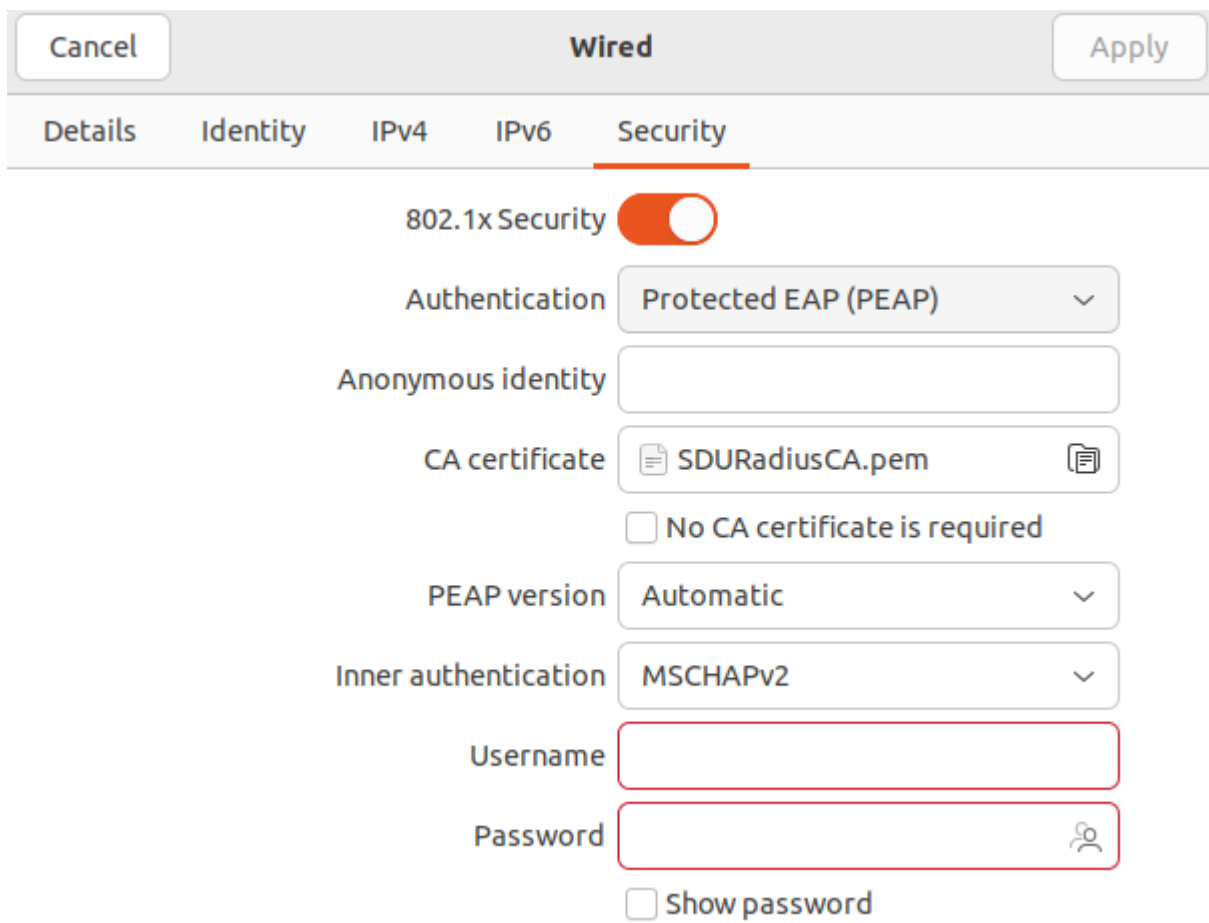 Cancel Wired Apply
Details Identity IPv4 IPv6 Security
802.1x Security
Authentication Protected EAP (PEAP)
Anonymous identity
CA certificate SDURadiusCA.pem
No CA certificate is required
PEAP version Automatic
Inner authentication MSCHAPv2
Username
Password
Show password